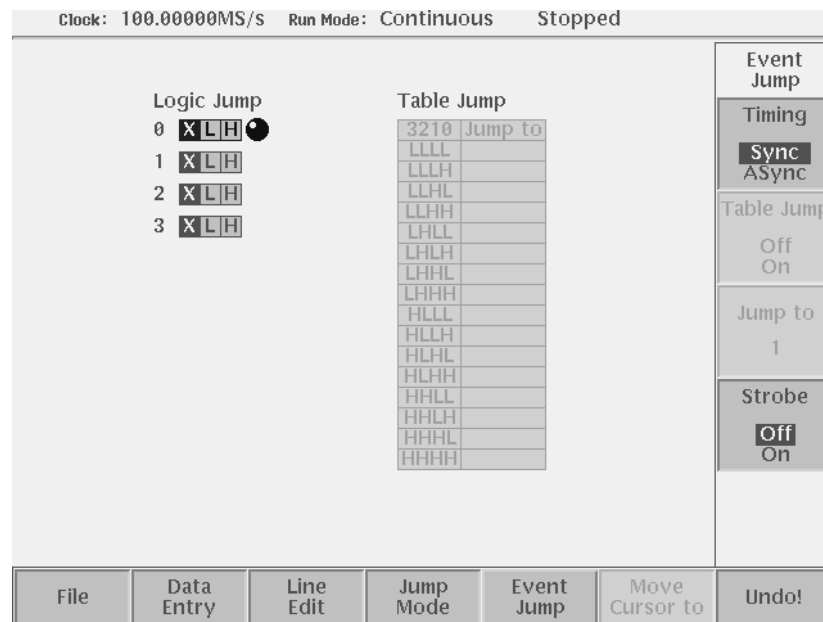 Clock: 100.00000MS/s Run Mode: Continuous Stopped
Logic Jump
0 X L H
1 X L H
2 X L H
3 X L H
Table Jump
3210 Jump to
LLLL
LLLH
LLHL
LLHH
LHLL
LHLH
LHHL
LHHH
HLLL
HLLH
HLHL
HLHH
HHLL
HHLH
HHHL
HHHH
Event
Jump
Timing
Sync
ASync
Table Jump
Off
On
Jump to
1
Strobe
Off
On
File
Data
Entry
Line
Edit
Jump
Mode
Event
Jump
Move
Cursor to
Undo!